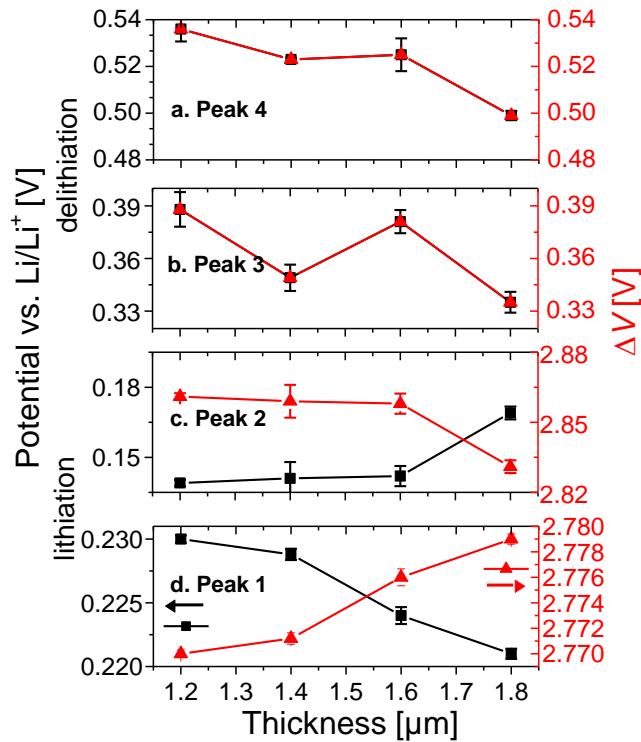 0.54
0.52
0.50
0.48
a. Peak 4
0.54
0.52
0.50
0.48
0.39
0.36
0.33
b. Peak 3
0.39
0.36
0.33
0.18
0.15
c. Peak 2
2.88
2.85
2.82
0.230
0.225
0.220
d. Peak 1
2.780
2.778
2.776
2.774
2.772
2.770
1.2 1.3 1.4 1.5 1.6 1.7 1.8
Thickness [µm]
Potential vs. Li/Li⁺ [V]
delithiation
lithiation
Δ V [V]